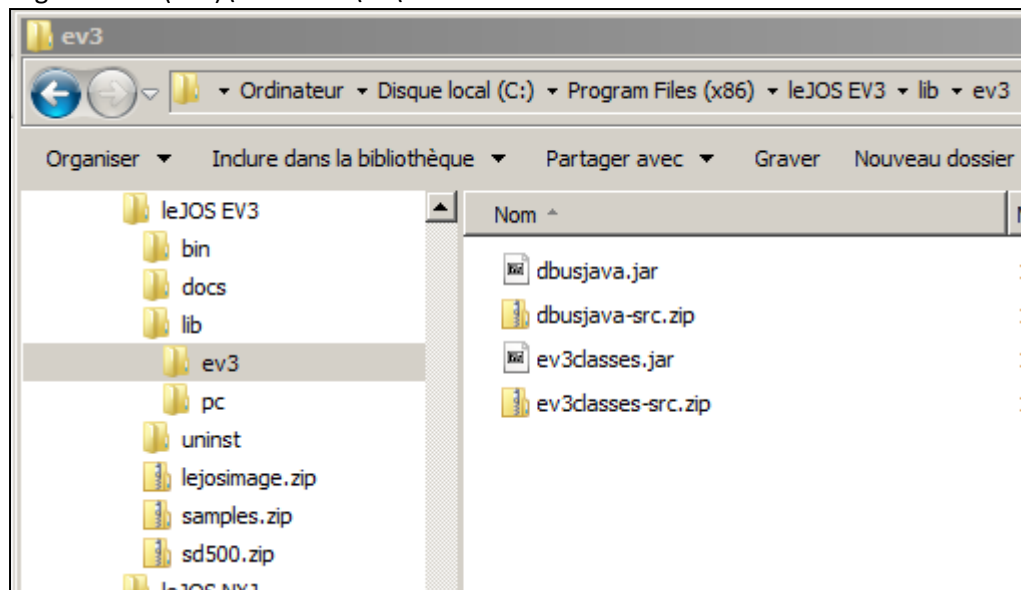 ev3
Ordinateur Disque local (C:) Program Files (x86) leJOS EV3 lib ev3
Organiser Inclure dans la bibliothèque Partager avec Graver Nouveau dossier
leJOS EV3
bin
docs
lib
ev3
pc
uninst
lejosimage.zip
samples.zip
sd500.zip
leJOS NXJ
Nom
dbusjava.jar
dbusjava-src.zip
ev3classes.jar
ev3classes-src.zip